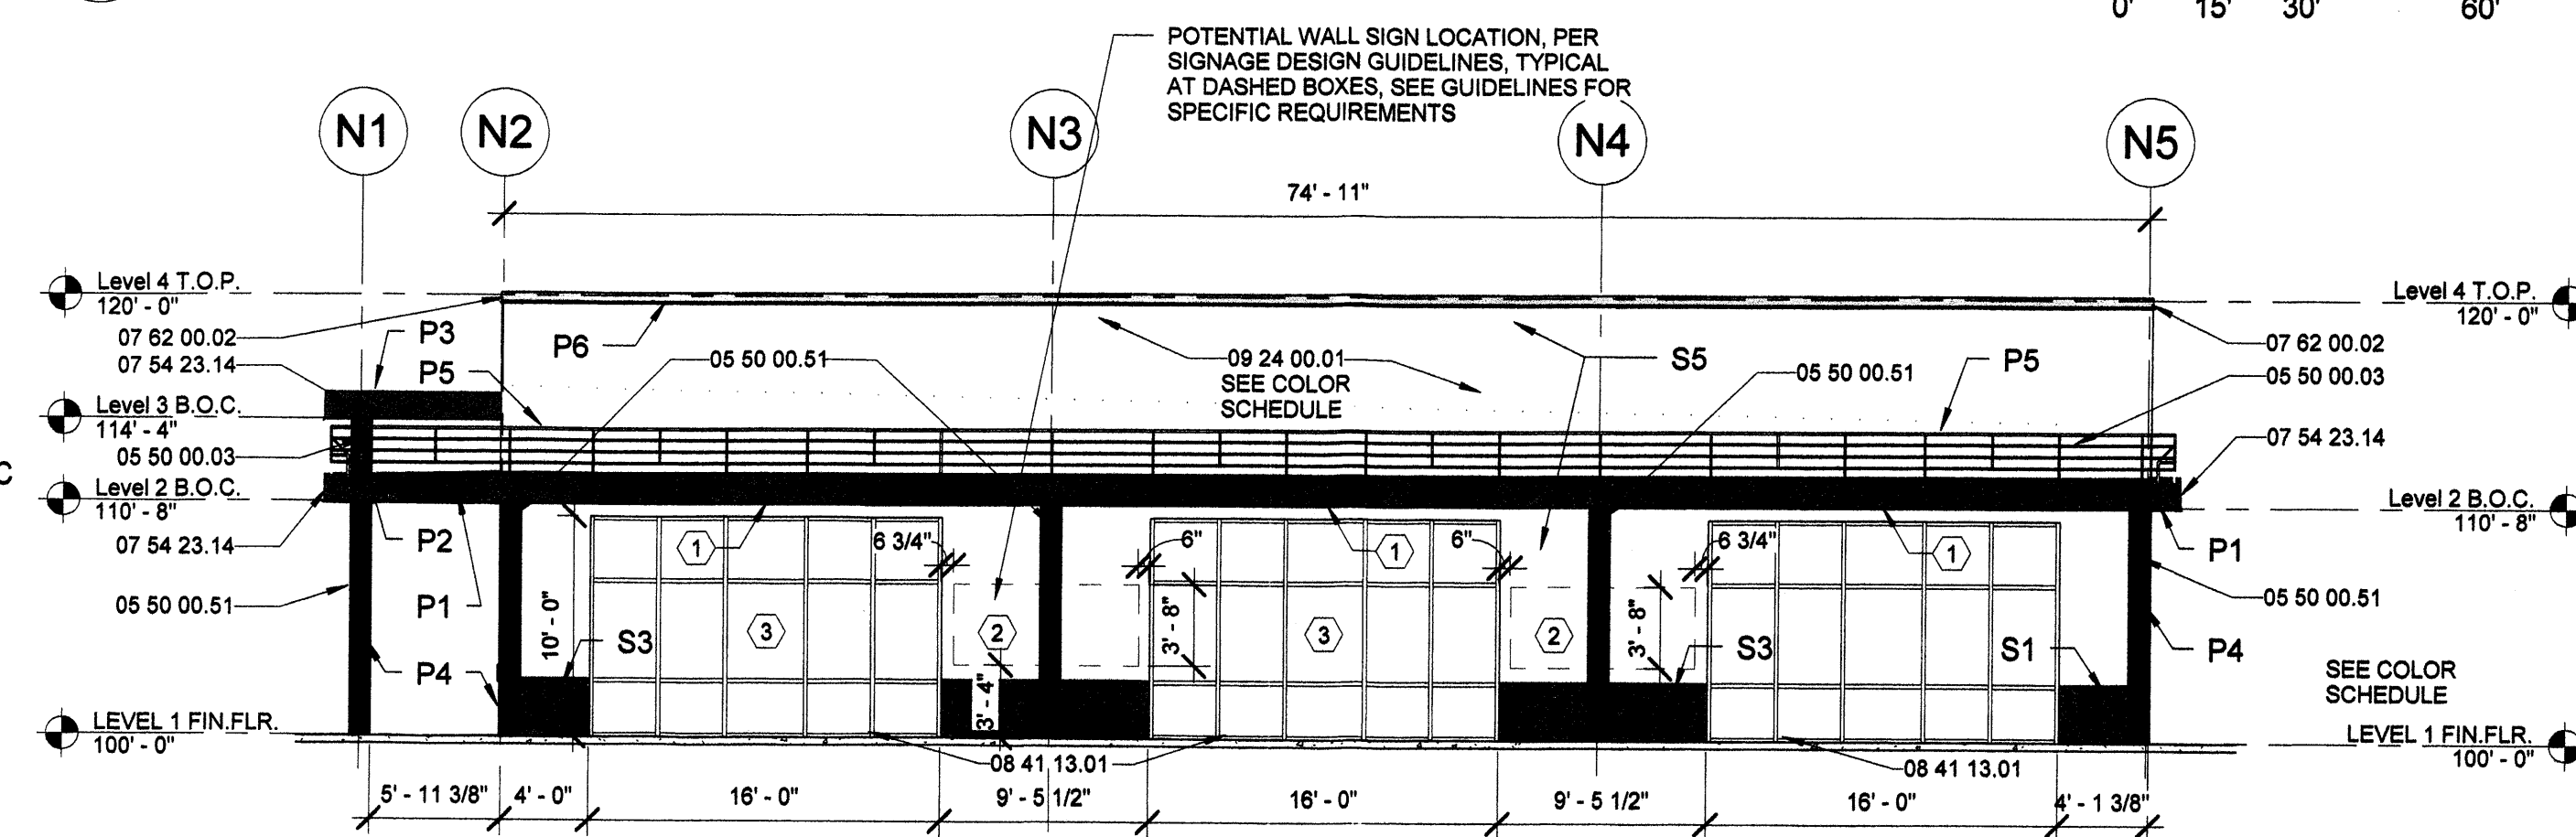 0' 15' 30' 60'
POTENTIAL WALL SIGN LOCATION, PER
SIGNAGE DESIGN GUIDELINES, TYPICAL
AT DASHED BOXES, SEE GUIDELINES FOR
SPECIFIC REQUIREMENTS
N1 N2 N3 N4 N5
74' - 11"
Level 4 T.O.P.
120' - 0"
07 62 00.02
07 54 23.14
Level 3 B.O.C.
114' - 4"
05 50 00.03
C
Level 2 B.O.C.
110' - 8"
07 54 23.14
05 50 00.51
LEVEL 1 FIN.FLR.
100' - 0"
P3
P5
P2
P1
P4
P6
05 50 00.51
09 24 00.01
SEE COLOR
SCHEDULE
S5
05 50 00.51
P5
Level 4 T.O.P.
120' - 0"
07 62 00.02
05 50 00.03
07 54 23.14
Level 2 B.O.C.
110' - 8"
P1
05 50 00.51
P4
SEE COLOR
SCHEDULE
LEVEL 1 FIN.FLR.
100' - 0"
1
6 3/4"
6"
1
6"
6 3/4"
1
10' - 0"
S3
3
2
3' - 8"
3
2
3' - 8"
S3
S1
3' - 4"
08 41 13.01
08 41 13.01
5' - 11 3/8"
4' - 0"
16' - 0"
9' - 5 1/2"
16' - 0"
9' - 5 1/2"
16' - 0"
4' - 1 3/8"